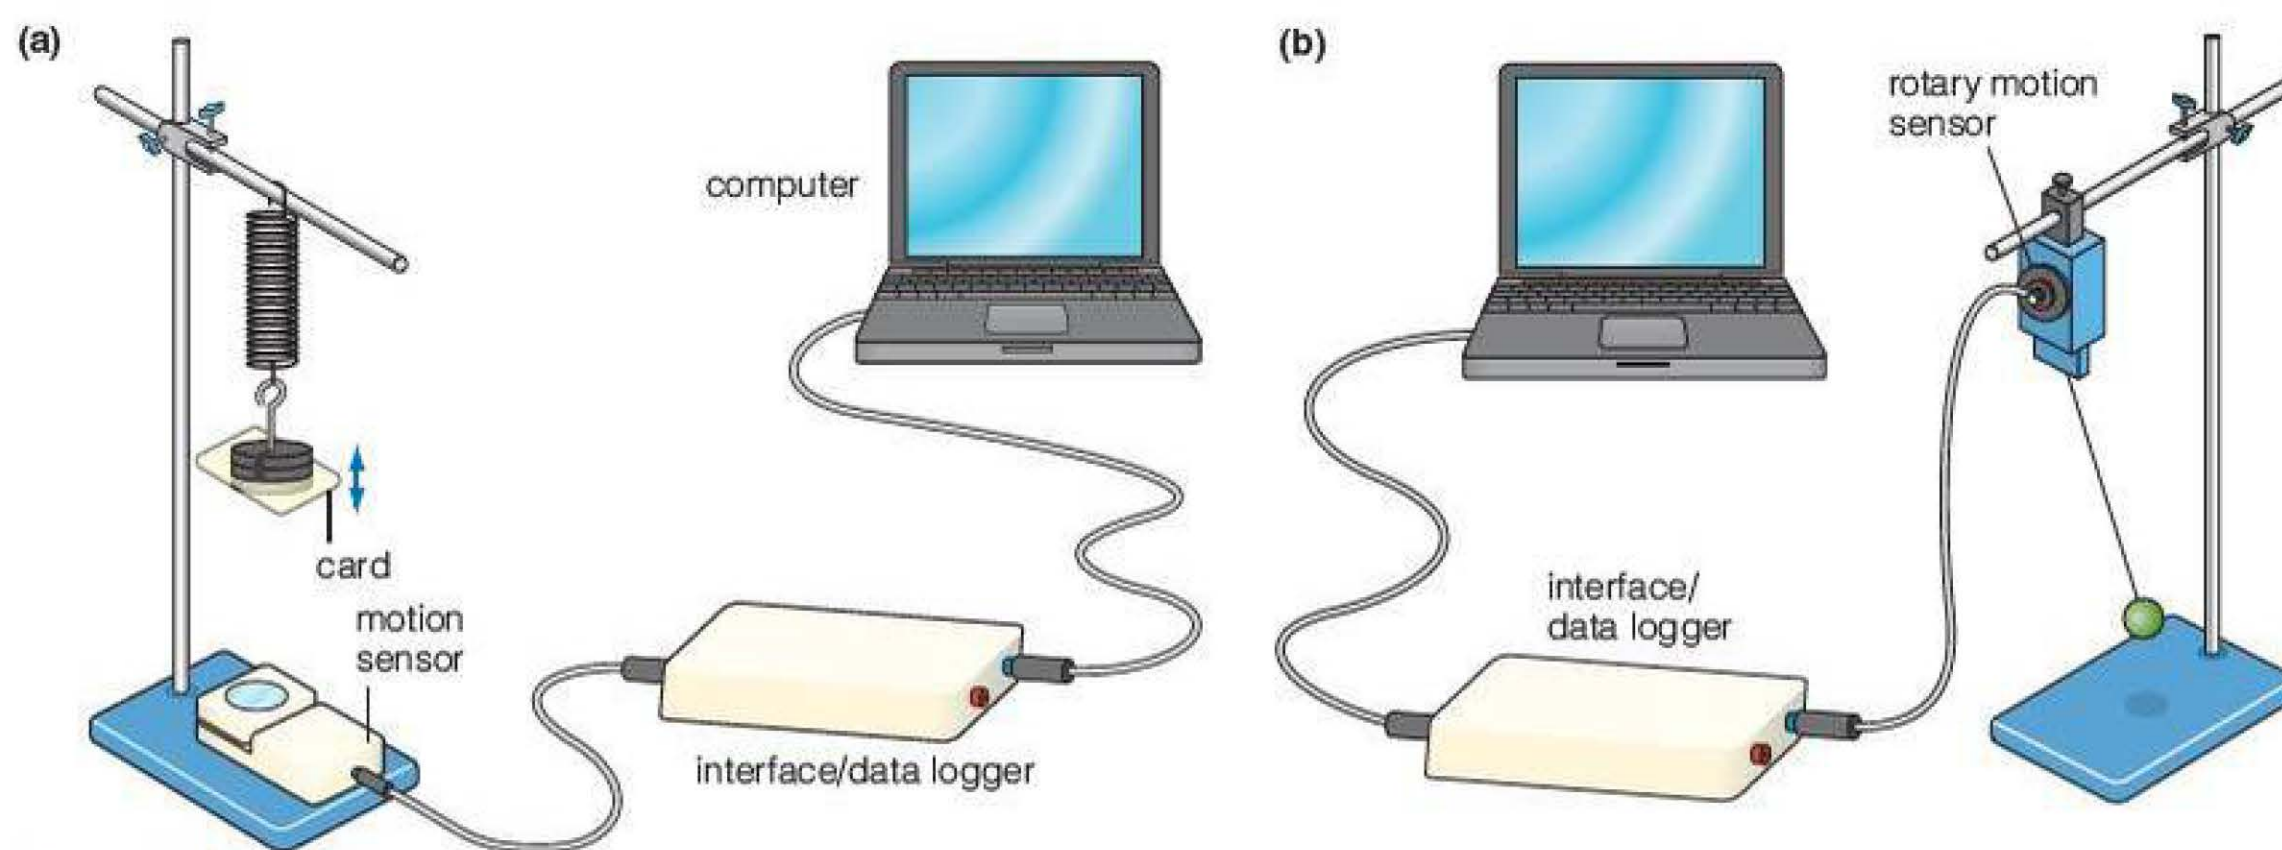 (a)
computer
card
motion
sensor
interface/data logger
(b)
rotary motion
sensor
interface/
data logger